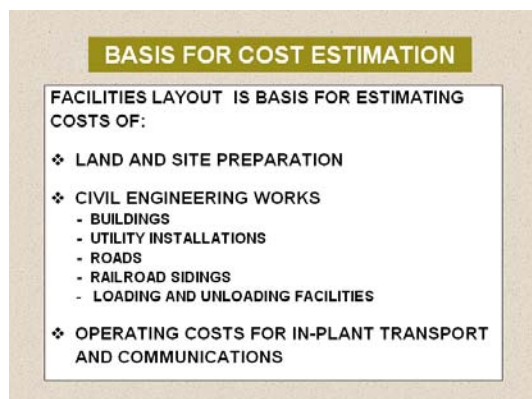 BASIS FOR COST ESTIMATION
FACILITIES LAYOUT IS BASIS FOR ESTIMATING
COSTS OF:
❖ LAND AND SITE PREPARATION
❖ CIVIL ENGINEERING WORKS
- BUILDINGS
- UTILITY INSTALLATIONS
- ROADS
- RAILROAD SIDINGS
- LOADING AND UNLOADING FACILITIES
❖ OPERATING COSTS FOR IN-PLANT TRANSPORT
AND COMMUNICATIONS